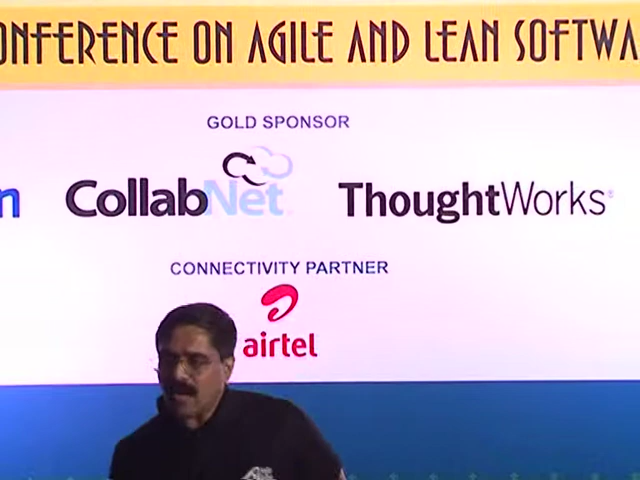 ONFERENCE ON AGILE AND LEAN SOFTWA
GOLD SPONSOR
n CollabNet ThoughtWorks®
CONNECTIVITY PARTNER
airtel